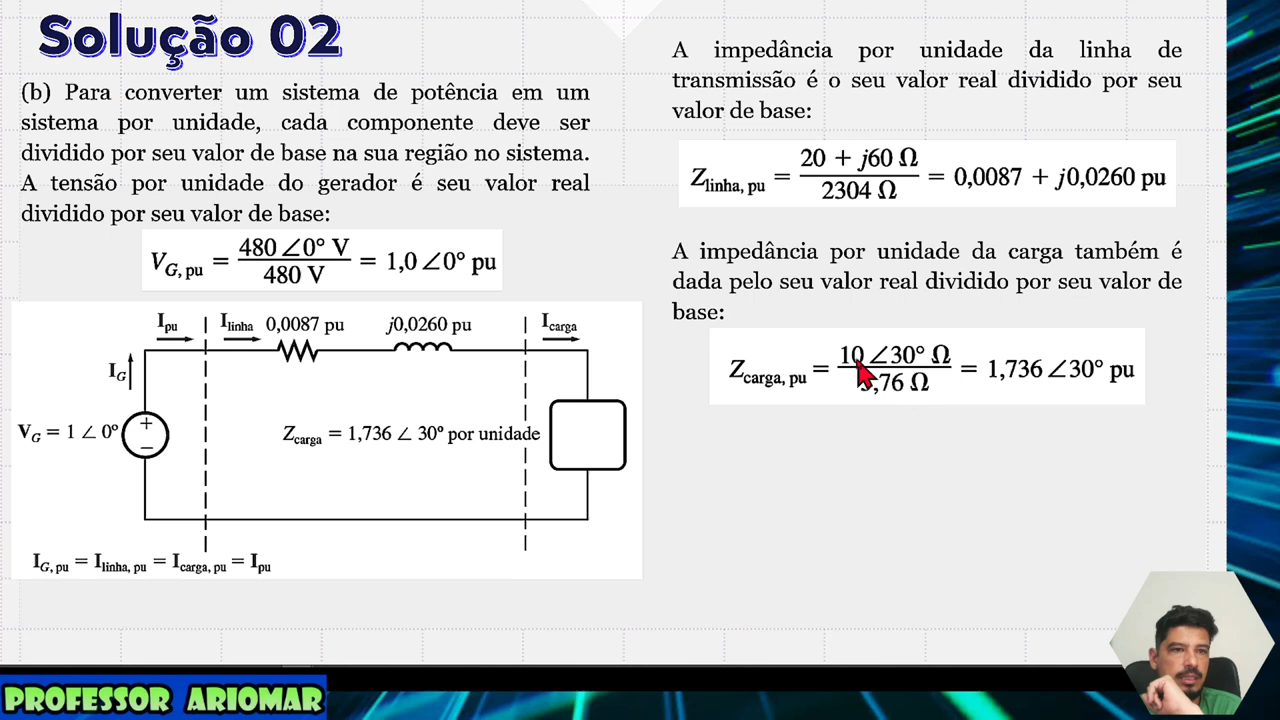 Solução 02
(b) Para converter um sistema de potência em um
sistema por unidade, cada componente deve ser
dividido por seu valor de base na sua região no sistema.
A tensão por unidade do gerador é seu valor real
dividido por seu valor de base:
V_G, pu = 480 ∠0° V / 480 V = 1,0 ∠0° pu
I_pu I_linha 0,0087 pu j0,0260 pu I_carga
I_G
V_G = 1 ∠ 0° + − Z_carga = 1,736 ∠ 30° por unidade
I_G, pu = I_linha, pu = I_carga, pu = I_pu
A impedância por unidade da linha de
transmissão é o seu valor real dividido por seu
valor de base:
Z_linha, pu = 20 + j60 Ω / 2304 Ω = 0,0087 + j0,0260 pu
A impedância por unidade da carga também é
dada pelo seu valor real dividido por seu valor de
base:
Z_carga, pu = 10 ∠30° Ω / ,76 Ω = 1,736 ∠30° pu
PROFESSOR ARIOMAR